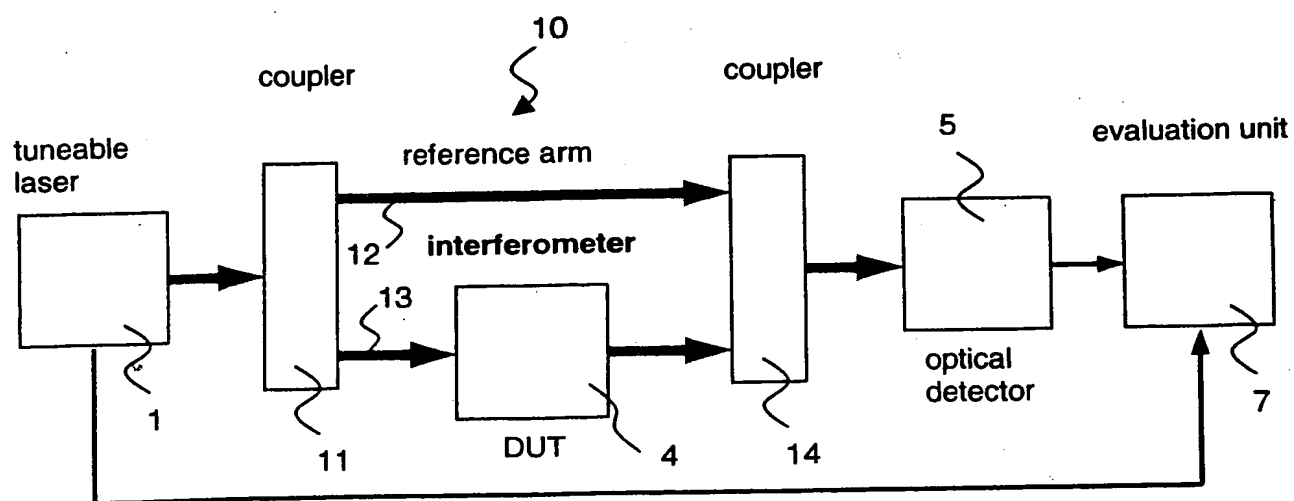 10
coupler
coupler
5
evaluation unit
tuneable
laser
reference arm
12
interferometer
13
optical
detector
1
11
DUT
4
14
7